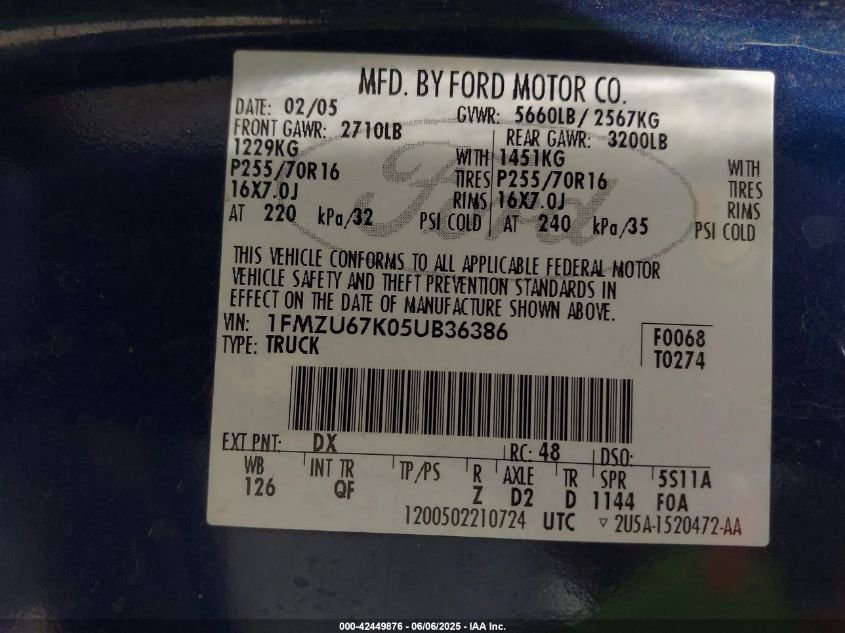 MFD. BY FORD MOTOR CO.
DATE: 02/05 GVWR: 5660LB/ 2567KG
FRONT GAWR: 2710LB REAR GAWR: 3200LB
1229KG WITH 1451KG WITH
P255/70R16 TIRES P255/70R16 TIRES
16X7.0J RIMS 16X7.0J RIMS
AT 220 kPa/32 PSI COLD AT 240 kPa/35 PSI COLD
Ford
THIS VEHICLE CONFORMS TO ALL APPLICABLE FEDERAL MOTOR
VEHICLE SAFETY AND THEFT PREVENTION STANDARDS IN
EFFECT ON THE DATE OF MANUFACTURE SHOWN ABOVE.
VIN: 1FMZU67K05UB36386 F0068
TYPE: TRUCK T0274
EXT PNT: DX RC: 48 DSO:
WB INT TR TP/PS R AXLE TR SPR 5S11A
126 QF Z D2 D 1144 F0A
1200502210724 UTC ▽ 2U5A-1520472-AA
000-42449876 - 06/06/2025 - IAA Inc.